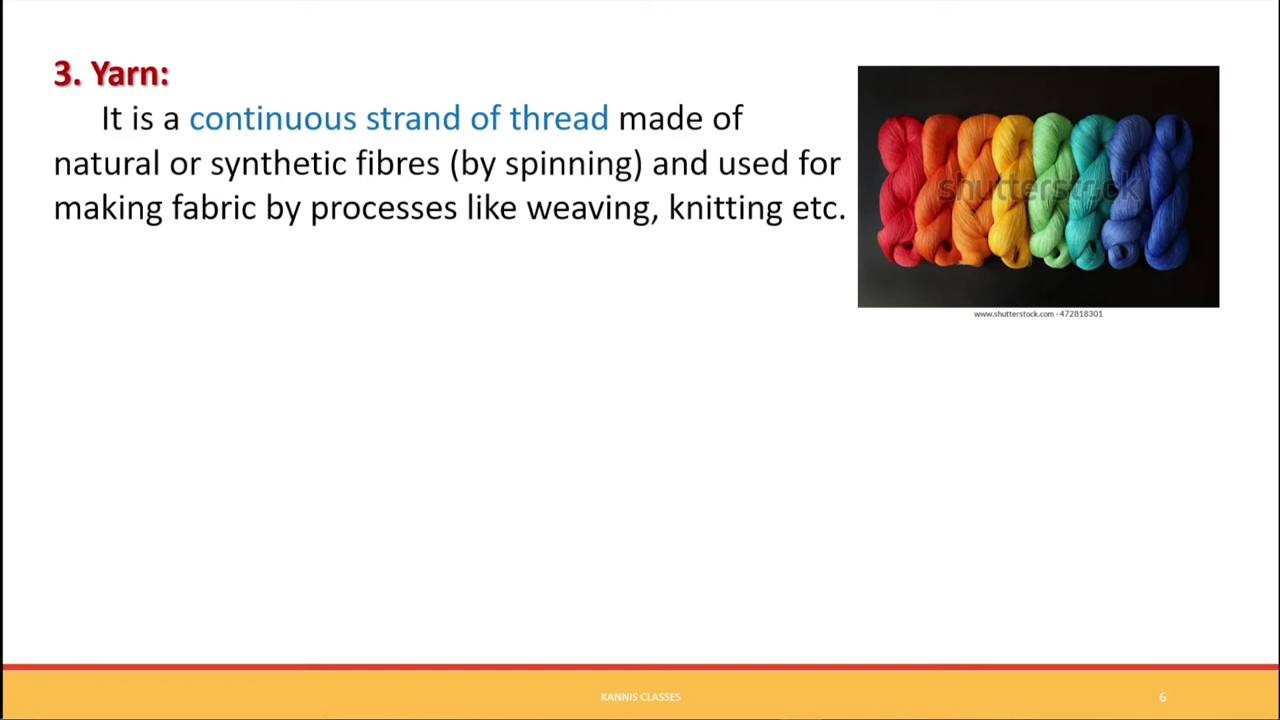 3. Yarn:
It is a continuous strand of thread made of
natural or synthetic fibres (by spinning) and used for
making fabric by processes like weaving, knitting etc.
shutterstock
www.shutterstock.com · 472818301
KANNIS CLASSES
6